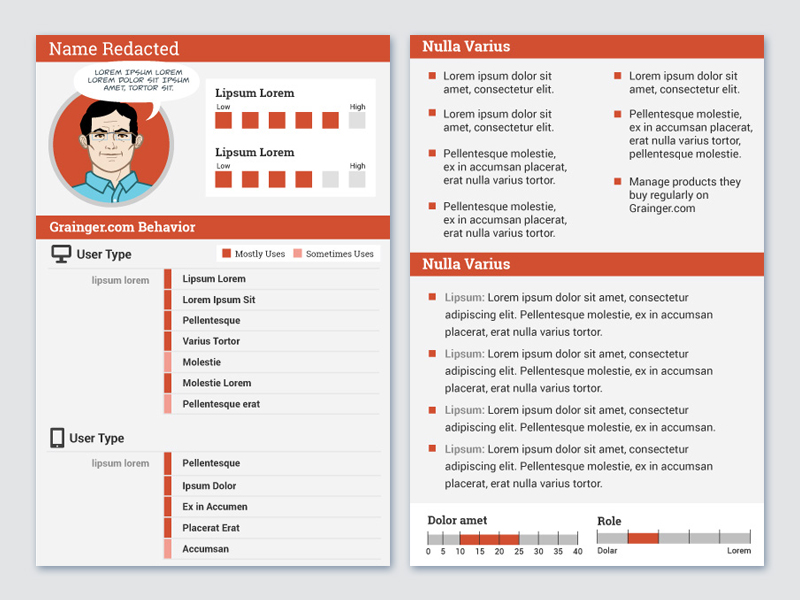 Name Redacted
LOREM IPSUM LOREM
LOREM DOLOR SIT IPSUM
AMET, TORTOR SIT.
Lipsum Lorem
Low High
Lipsum Lorem
Low High
Grainger.com Behavior
User Type
Mostly Uses Sometimes Uses
lipsum lorem
Lipsum Lorem
Lorem Ipsum Sit
Pellentesque
Varius Tortor
Molestie
Molestie Lorem
Pellentesque erat
User Type
lipsum lorem
Pellentesque
Ipsum Dolor
Ex in Accumen
Placerat Erat
Accumsan
Nulla Varius
Lorem ipsum dolor sit
amet, consectetur elit.
Lorem ipsum dolor sit
amet, consectetur elit.
Pellentesque molestie,
ex in accumsan placerat,
erat nulla varius tortor.
Pellentesque molestie,
ex in accumsan placerat,
erat nulla varius tortor.
Lorem ipsum dolor sit
amet, consectetur elit.
Pellentesque molestie,
ex in accumsan placerat,
erat nulla varius tortor,
pellentesque molestie.
Manage products they
buy regularly on
Grainger.com
Nulla Varius
Lipsum: Lorem ipsum dolor sit amet, consectetur
adipiscing elit. Pellentesque molestie, ex in accumsan
placerat, erat nulla varius tortor.
Lipsum: Lorem ipsum dolor sit amet, consectetur
adipiscing elit. Pellentesque molestie, ex in accumsan
placerat, erat nulla varius tortor.
Lipsum: Lorem ipsum dolor sit amet, consectetur
adipiscing elit. Pellentesque molestie, ex in accumsan.
Lipsum: Lorem ipsum dolor sit amet, consectetur
adipiscing elit. Pellentesque molestie, ex in accumsan
placerat, erat nulla varius tortor.
Dolor amet
0 5 10 15 20 25 30 35 40
Role
Dolar Lorem